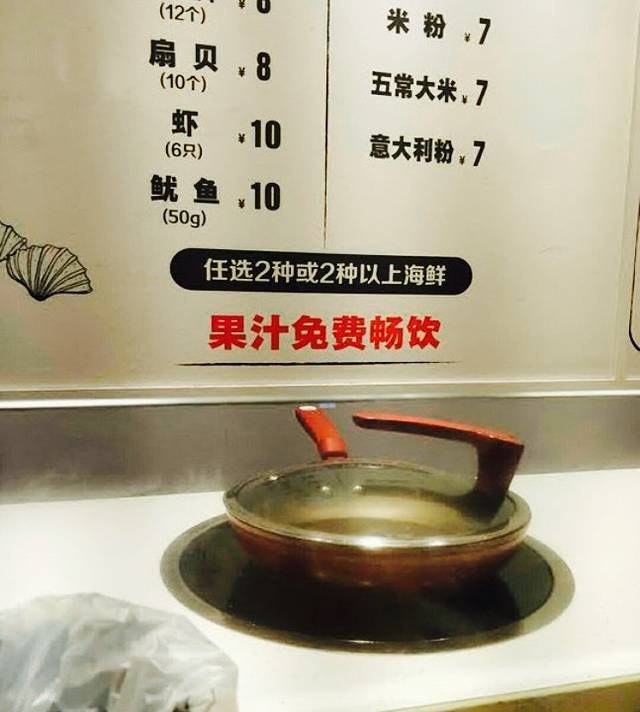 (12个)
扇贝 ¥8
(10个)
虾 ¥10
(6只)
鱿鱼 ¥10
(50g)
米粉 ¥7
五常大米 ¥7
意大利粉 ¥7
任选2种或2种以上海鲜
果汁免费畅饮